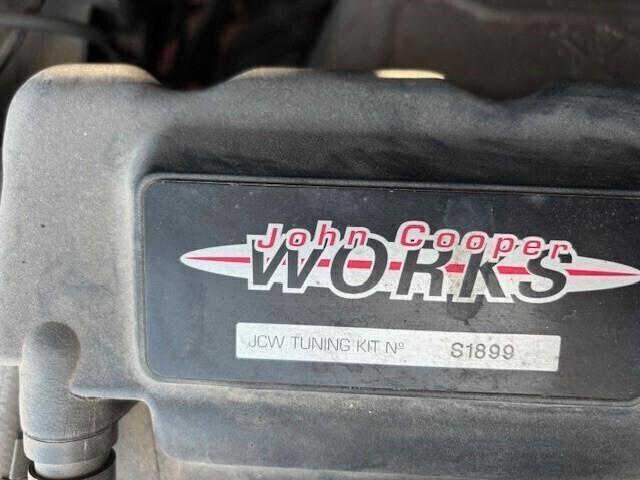 John Cooper
WORKS
JCW TUNING KIT Nº S1899